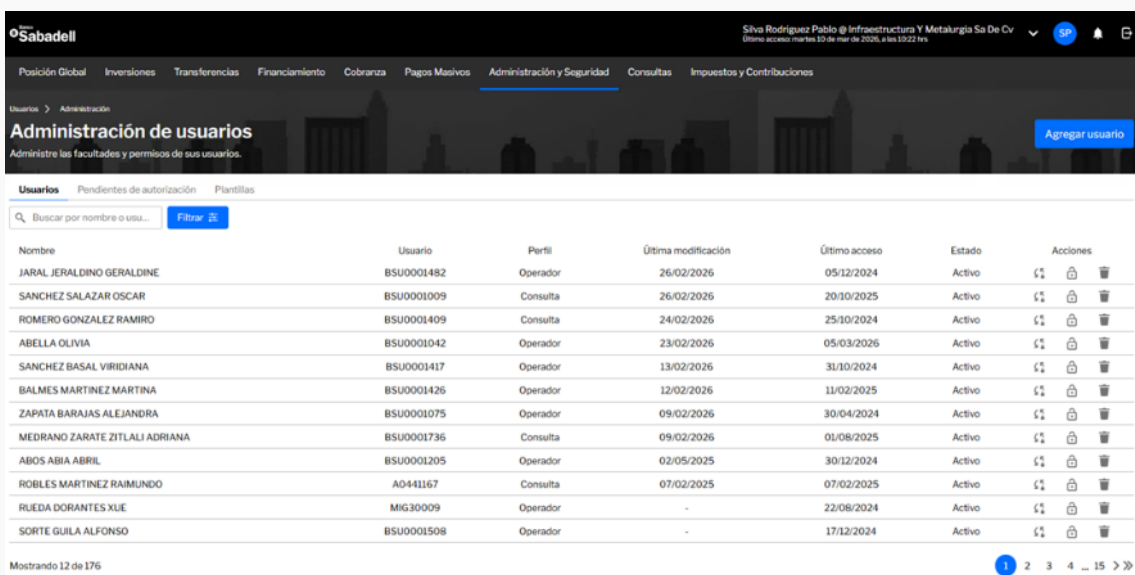 Banco
Sabadell
Silva Rodriguez Pablo @ Infraestructura Y Metalurgia Sa De Cv
Último acceso: martes 10 de mar de 2026, a las 10:22 hrs
SP
Posición Global Inversiones Transferencias Financiamiento Cobranza Pagos Masivos Administración y Seguridad Consultas Impuestos y Contribuciones
Usuarios > Administración
Administración de usuarios
Administre las facultades y permisos de sus usuarios.
Agregar usuario
Usuarios Pendientes de autorización Plantillas
Buscar por nombre o usu... Filtrar
Nombre Usuario Perfil Última modificación Último acceso Estado Acciones
JARAL JERALDINO GERALDINE BSU0001482 Operador 26/02/2026 05/12/2024 Activo
SANCHEZ SALAZAR OSCAR BSU0001009 Consulta 26/02/2026 20/10/2025 Activo
ROMERO GONZALEZ RAMIRO BSU0001409 Consulta 24/02/2026 25/10/2024 Activo
ABELLA OLIVIA BSU0001042 Operador 23/02/2026 05/03/2026 Activo
SANCHEZ BASAL VIRIDIANA BSU0001417 Operador 13/02/2026 31/10/2024 Activo
BALMES MARTINEZ MARTINA BSU0001426 Operador 12/02/2026 11/02/2025 Activo
ZAPATA BARAJAS ALEJANDRA BSU0001075 Operador 09/02/2026 30/04/2024 Activo
MEDRANO ZARATE ZITLALI ADRIANA BSU0001736 Consulta 09/02/2026 01/08/2025 Activo
ABOS ABIA ABRIL BSU0001205 Operador 02/05/2025 30/12/2024 Activo
ROBLES MARTINEZ RAIMUNDO A0441167 Consulta 07/02/2025 07/02/2025 Activo
RUEDA DORANTES XUE MIG30009 Operador - 22/08/2024 Activo
SORTE GUILA ALFONSO BSU0001508 Operador - 17/12/2024 Activo
Mostrando 12 de 176 1 2 3 4 ... 15 > >>